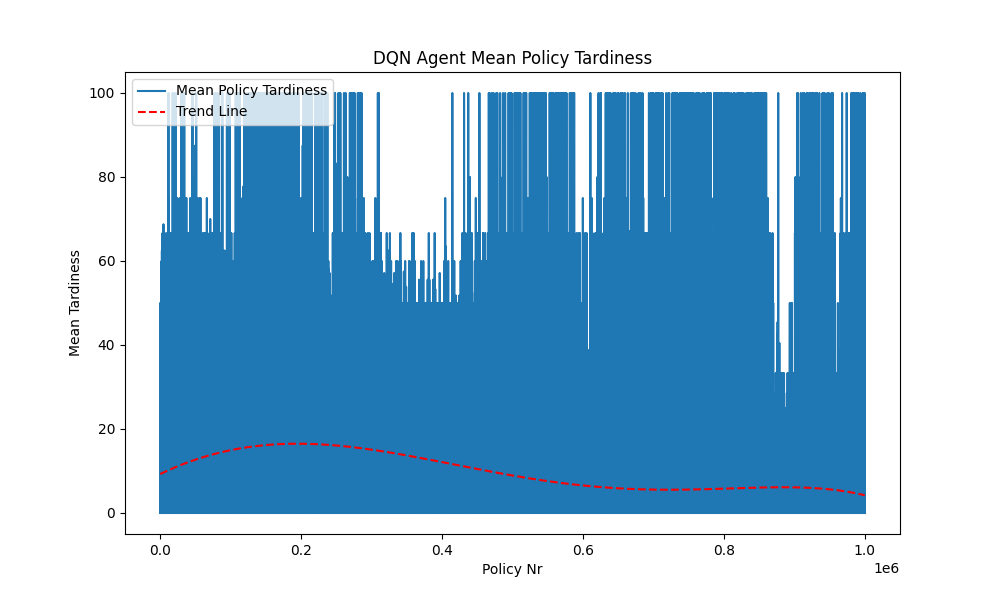 DQN Agent Mean Policy Tardiness
Mean Policy Tardiness
Trend Line
100
80
60
40
20
0
Mean Tardiness
0.0 0.2 0.4 0.6 0.8 1.0
1e6
Policy Nr